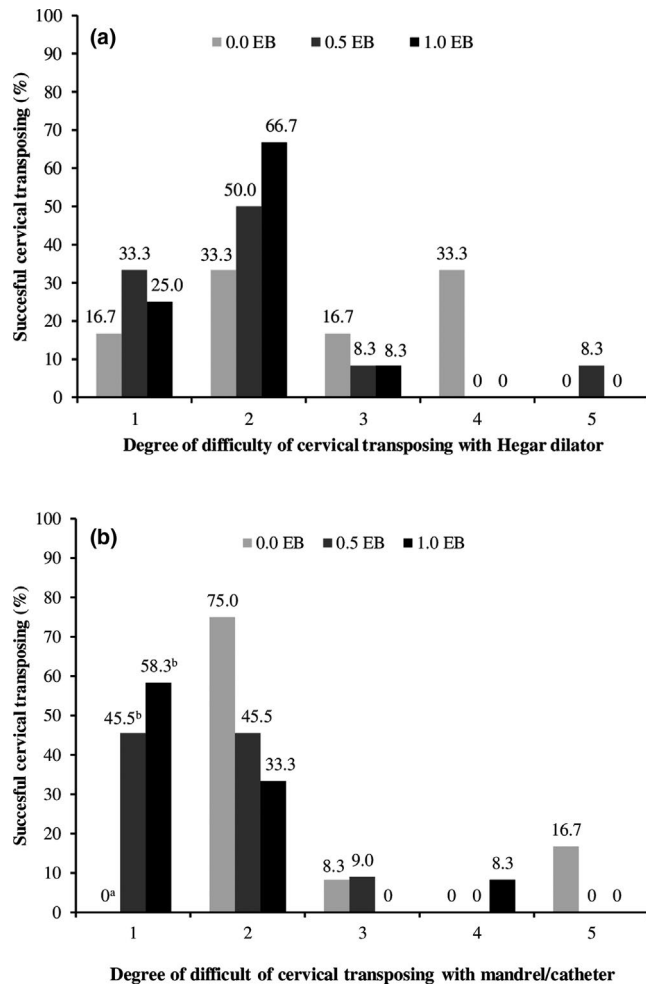 (a)
0.0 EB 0.5 EB 1.0 EB
Succesful cervical transposing (%)
100
90
80
70
60
50
40
30
20
10
0
16.7 33.3 25.0
33.3 50.0 66.7
16.7 8.3 8.3
33.3 0 0
0 8.3 0
1 2 3 4 5
Degree of difficulty of cervical transposing with Hegar dilator
(b)
0.0 EB 0.5 EB 1.0 EB
Succesful cervical transposing (%)
100
90
80
70
60
50
40
30
20
10
0
0ᵃ 45.5ᵇ 58.3ᵇ
75.0 45.5 33.3
8.3 9.0 0
0 0 8.3
16.7 0 0
1 2 3 4 5
Degree of difficult of cervical transposing with mandrel/catheter